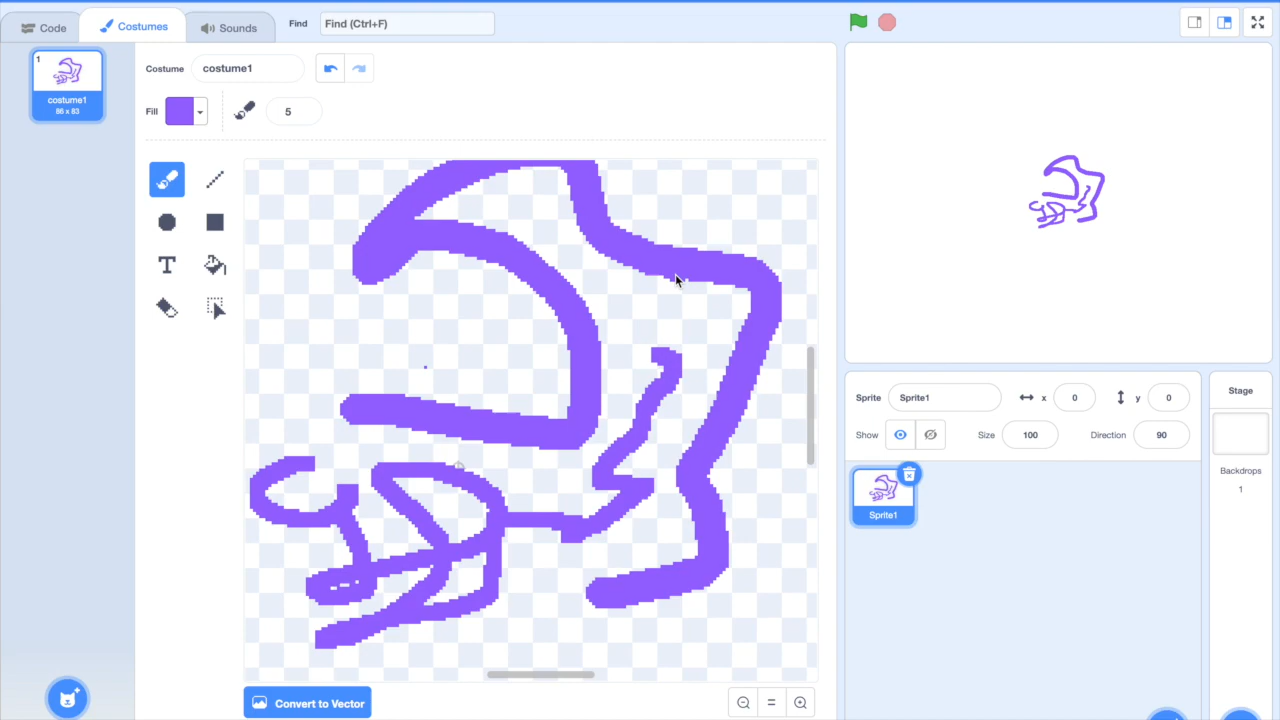 Code
Costumes
Sounds
Find
Find (Ctrl+F)
1
costume1
86 x 83
Costume
costume1
Fill
5
T
Convert to Vector
Sprite
Sprite1
x
0
y
0
Show
Size
100
Direction
90
Sprite1
Stage
Backdrops
1